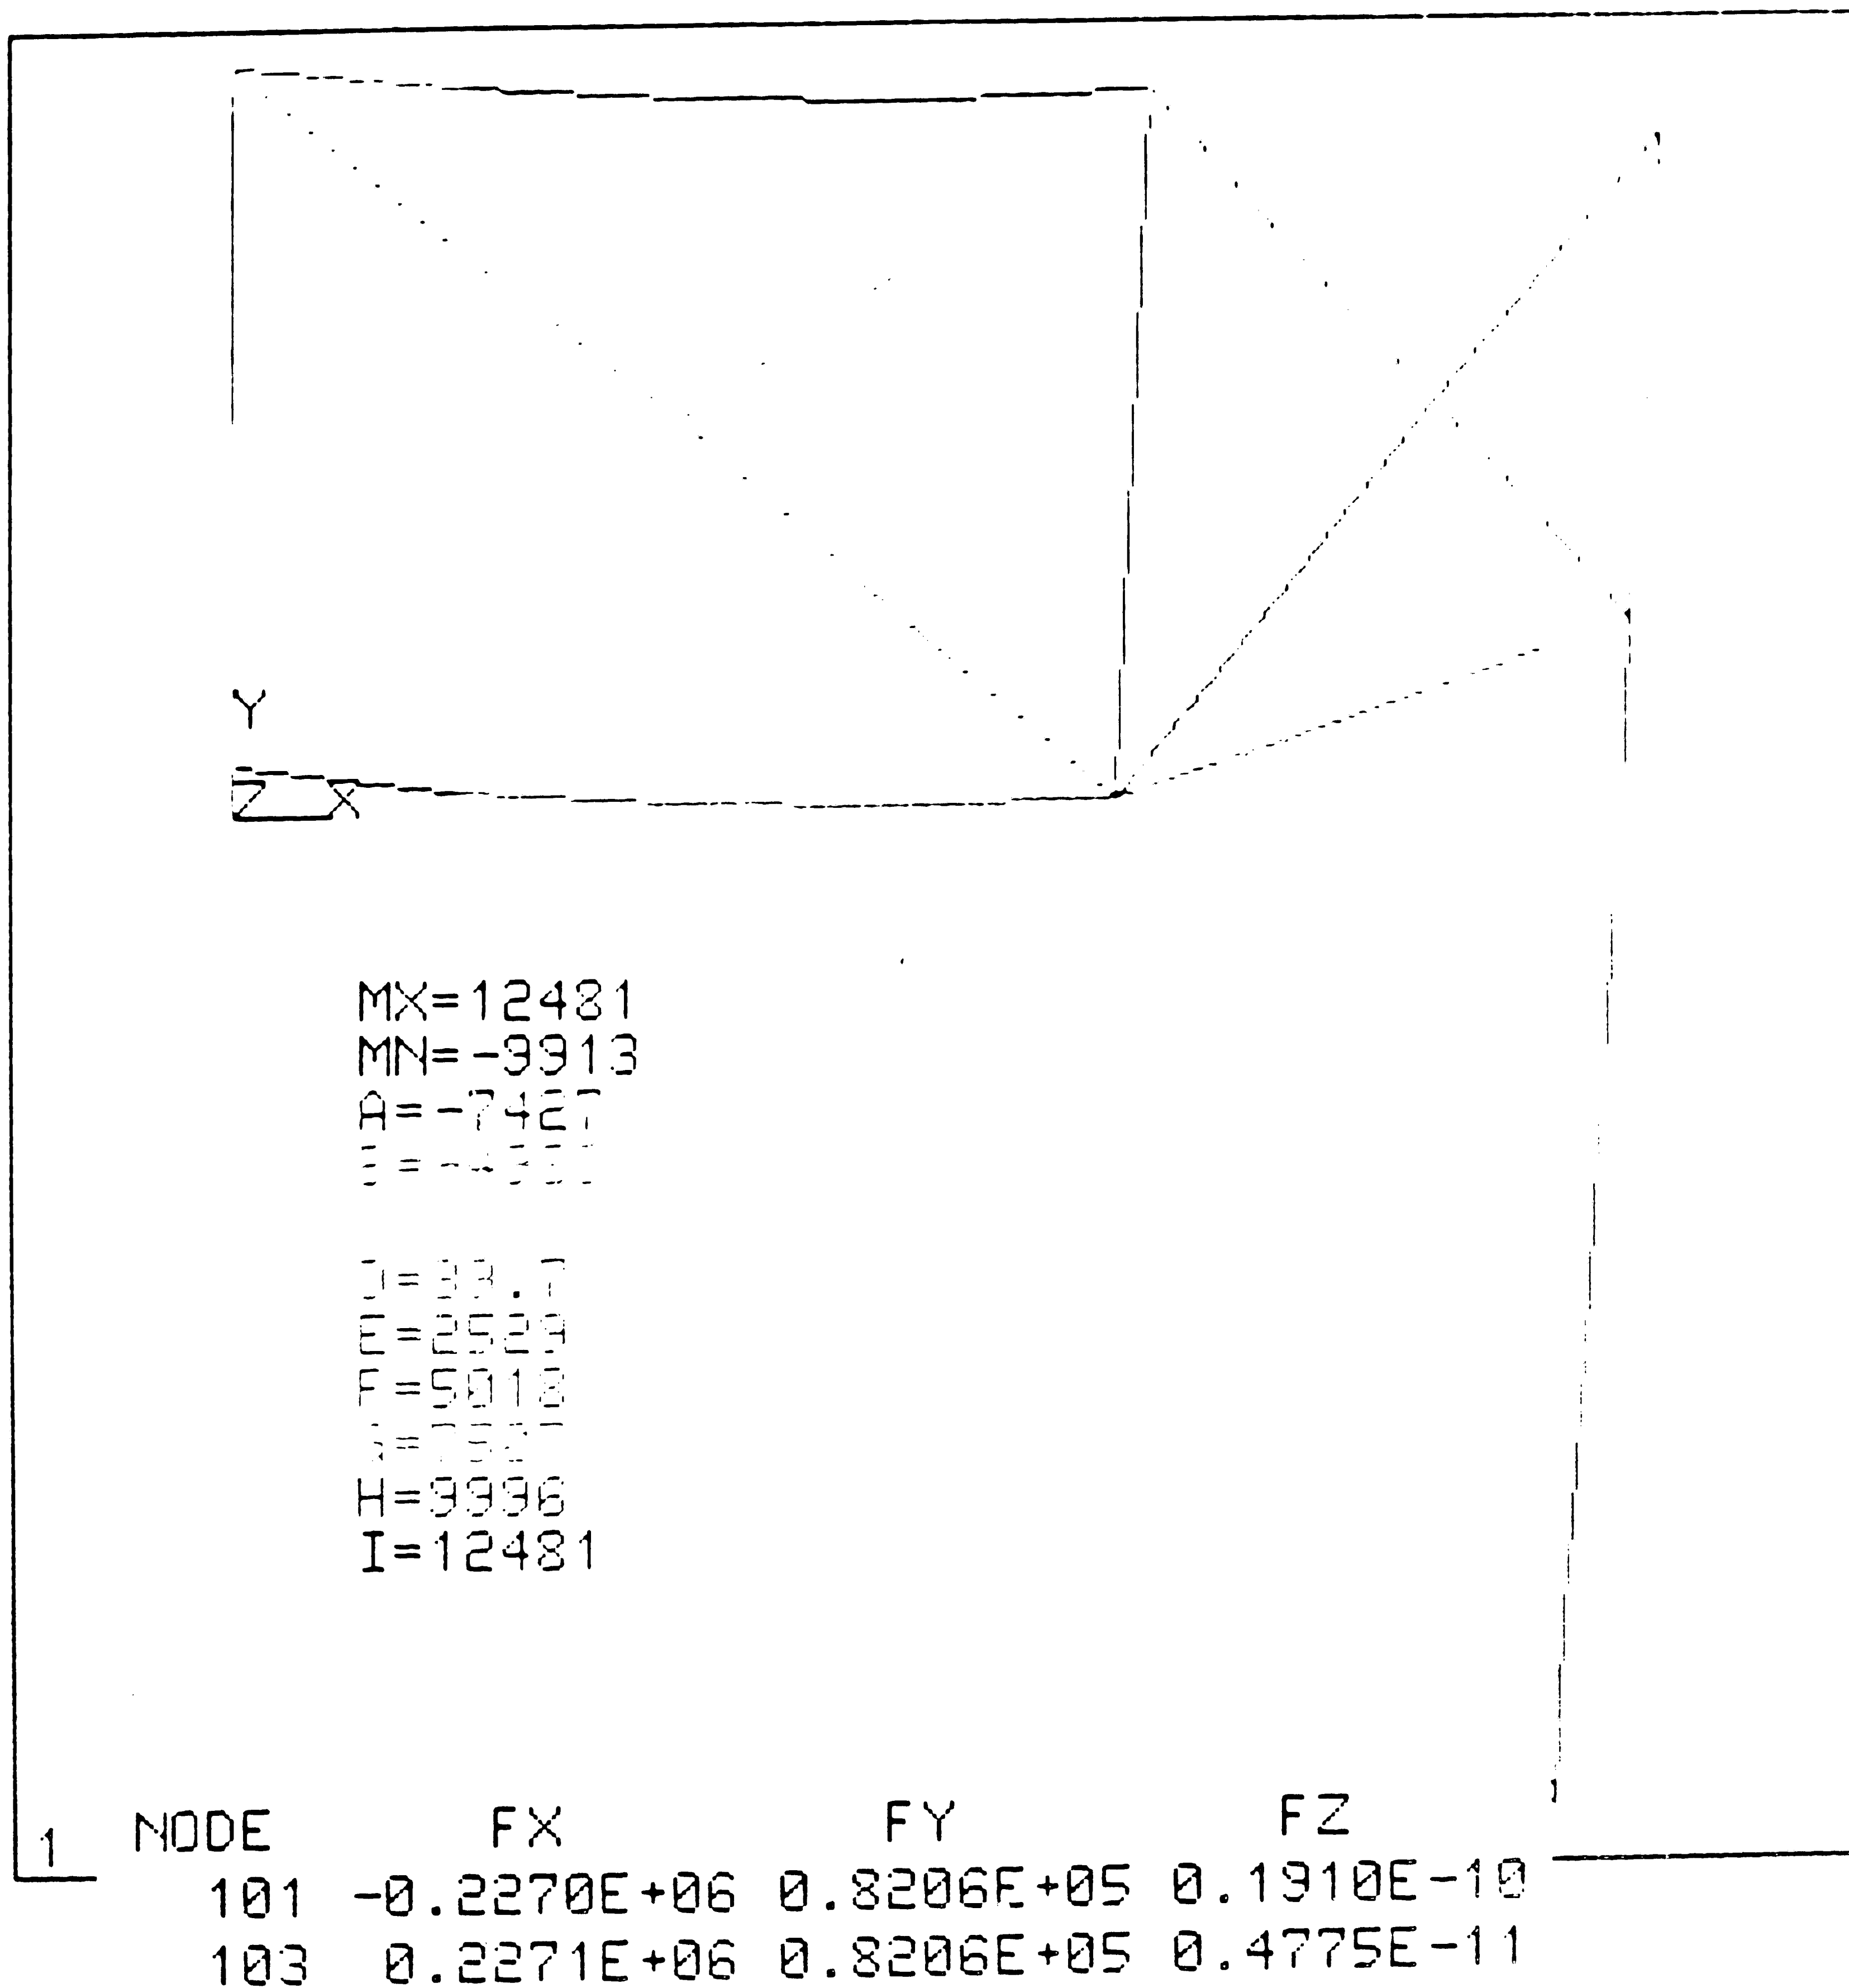 Y
Z X
MX=12481
MN=-9913
A=-7427
E=2529
F=5018
H=9996
I=12481
1 NODE FX FY FZ
101 -0.2270E+06 0.8206E+05 0.1910E-10
103 0.2271E+06 0.8206E+05 0.4775E-11